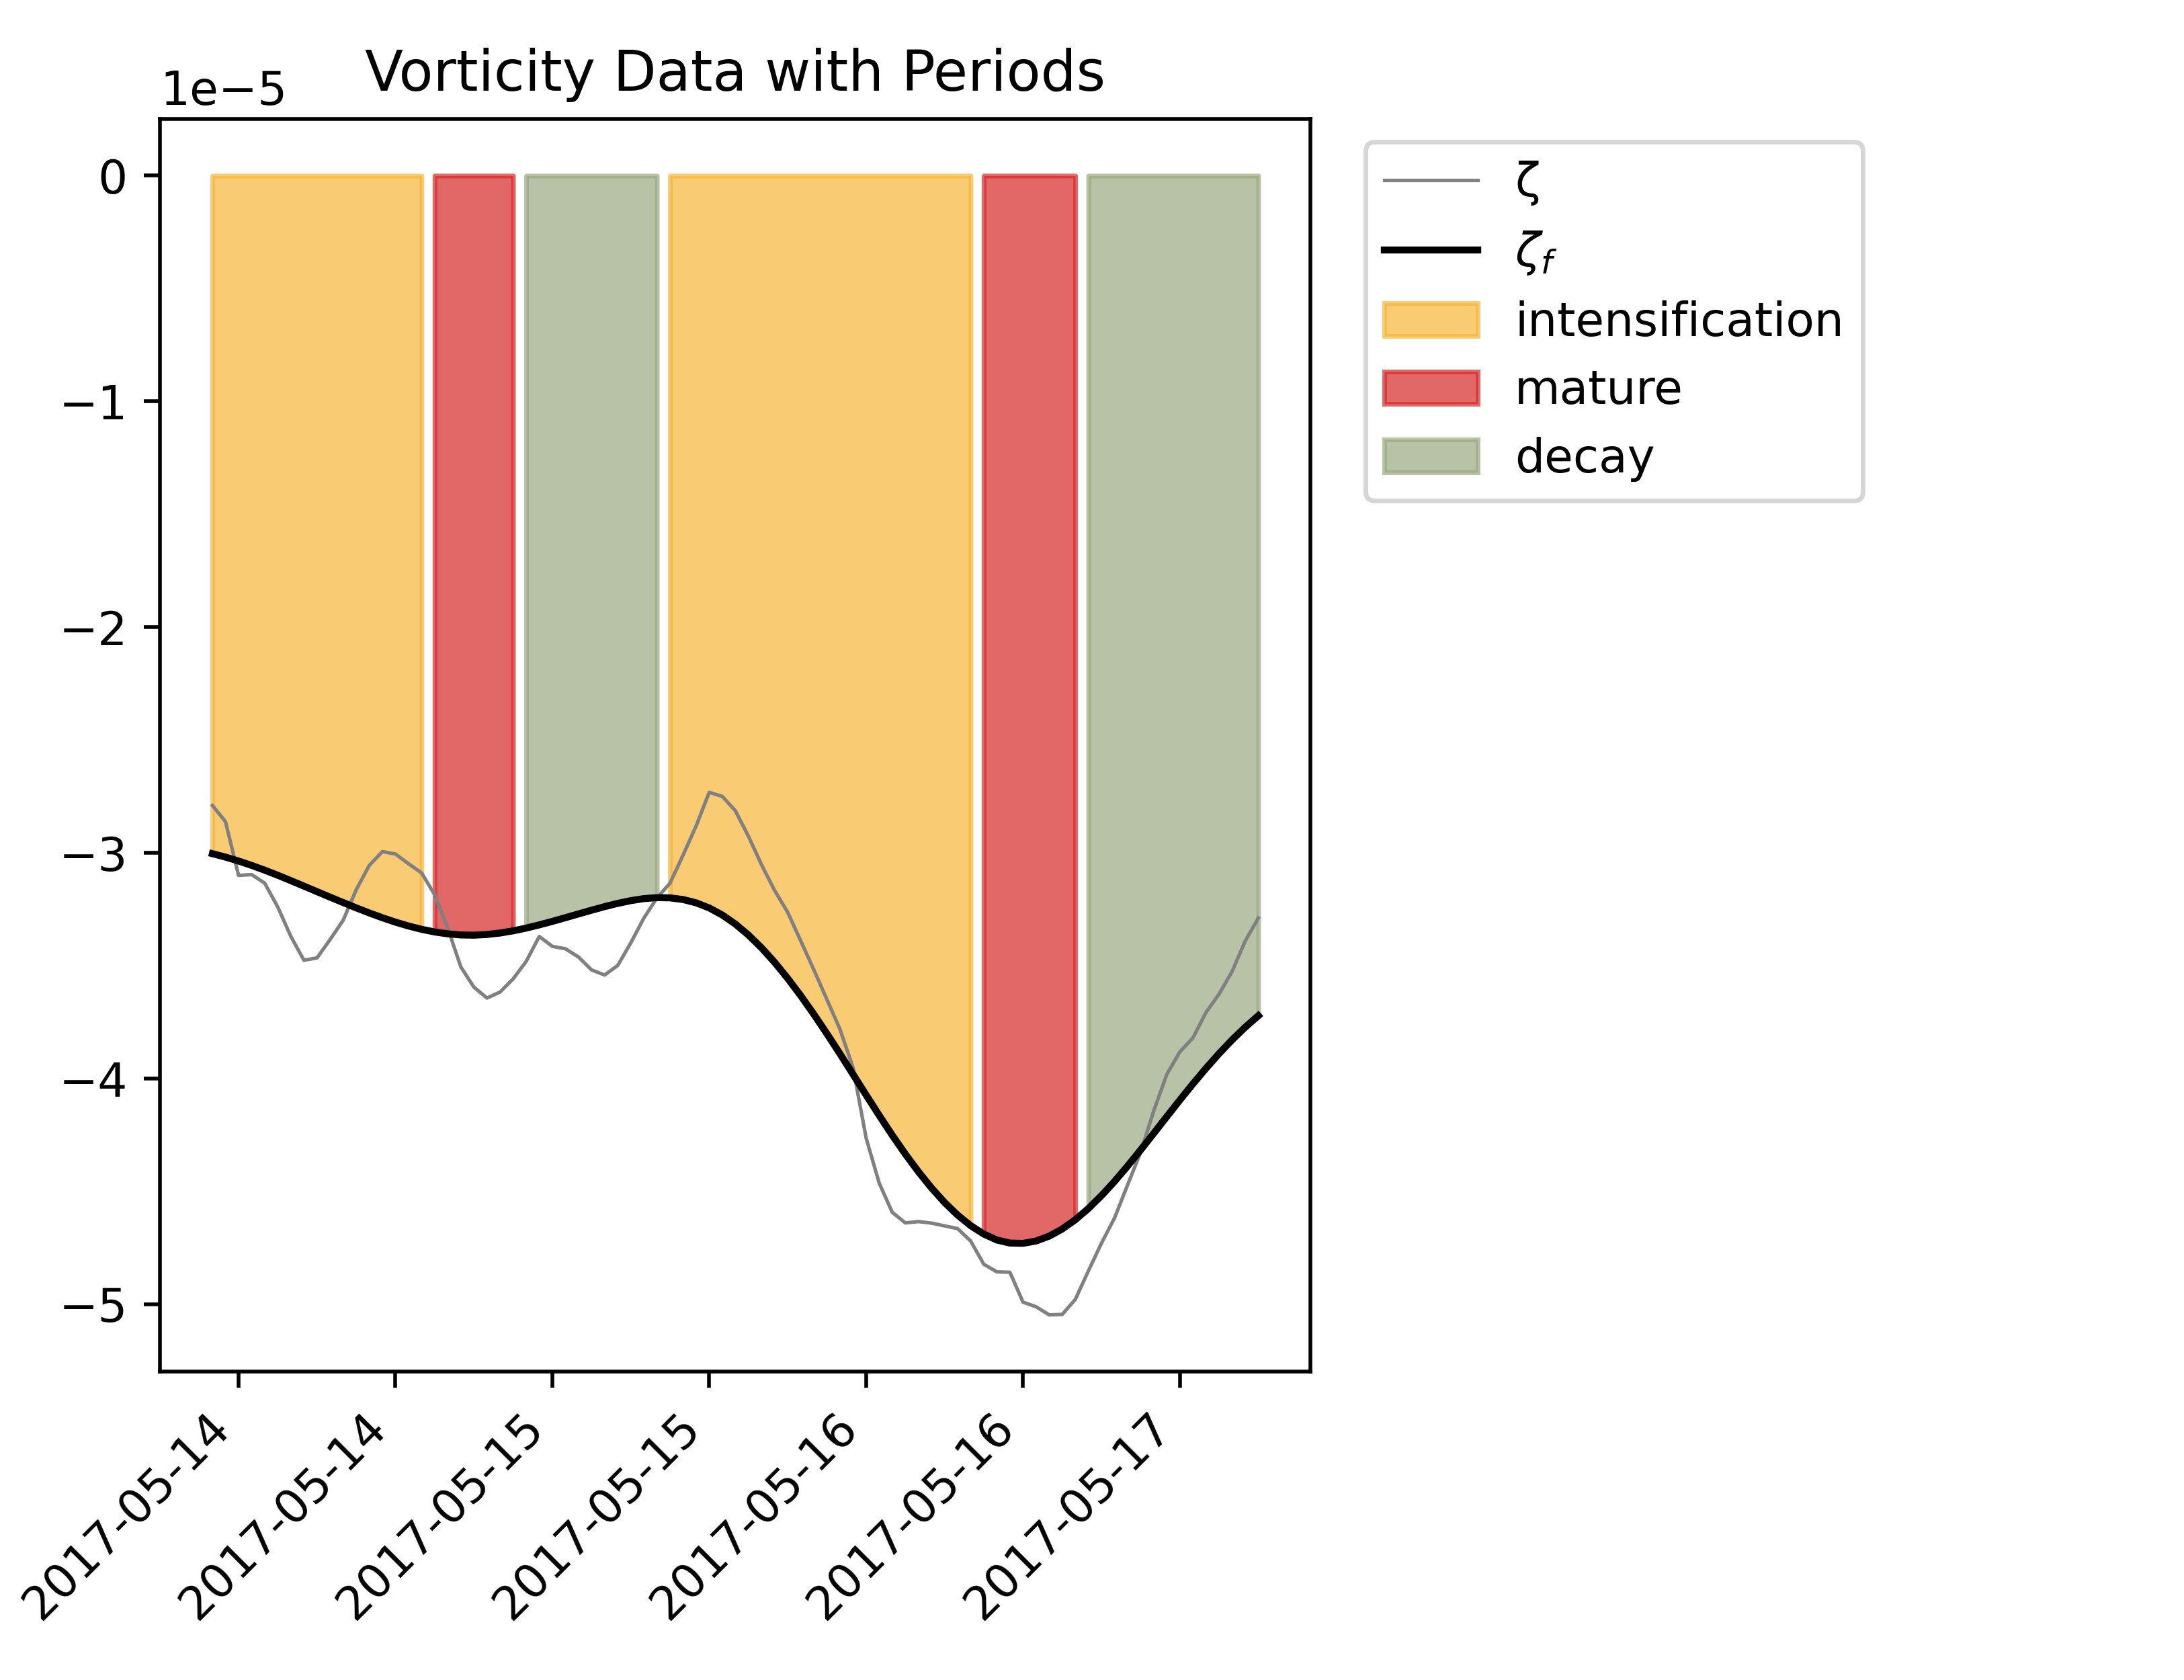 Vorticity Data with Periods
1e−5
0
−1
−2
−3
−4
−5
2017-05-14
2017-05-14
2017-05-15
2017-05-15
2017-05-16
2017-05-16
2017-05-17
ζ
ζf
intensification
mature
decay